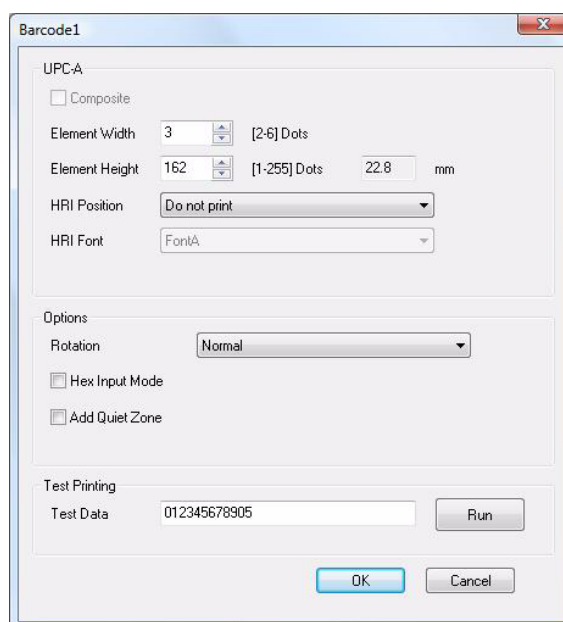 Barcode1
UPC-A
Composite
Element Width 3 [2-6] Dots
Element Height 162 [1-255] Dots 22.8 mm
HRI Position Do not print
HRI Font FontA
Options
Rotation Normal
Hex Input Mode
Add Quiet Zone
Test Printing
Test Data 012345678905 Run
OK Cancel